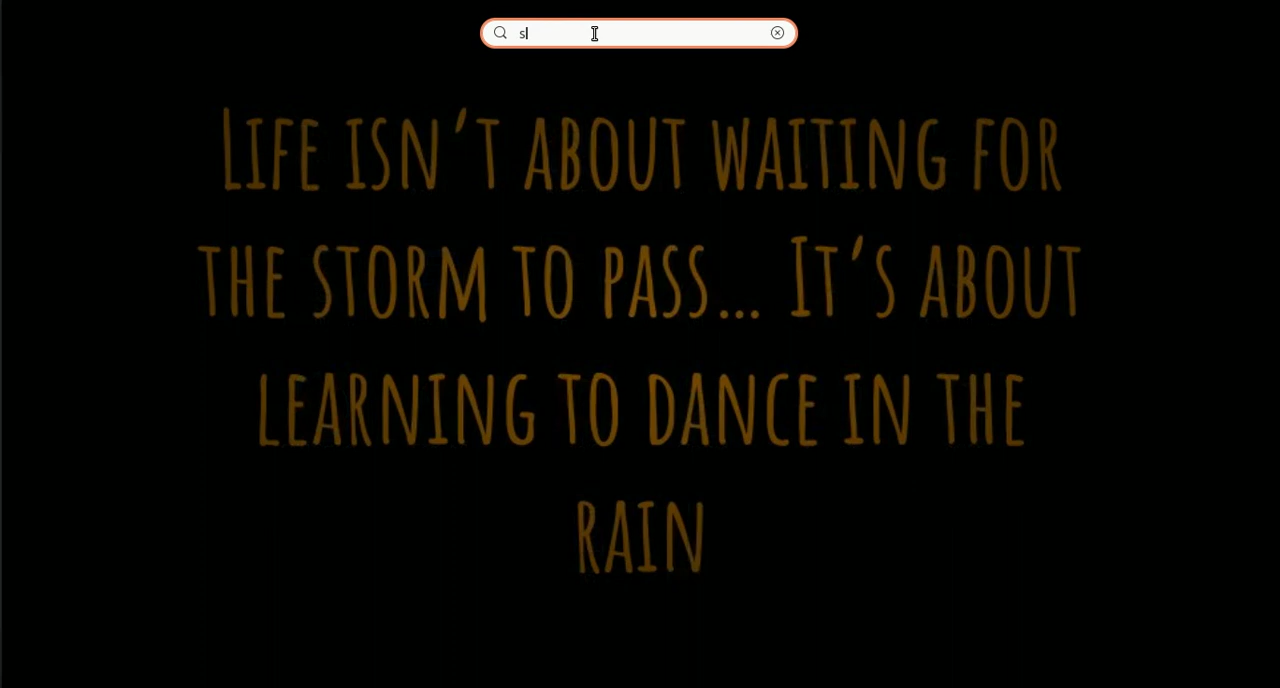 s
LIFE ISN'T ABOUT WAITING FOR
THE STORM TO PASS... IT'S ABOUT
LEARNING TO DANCE IN THE
RAIN